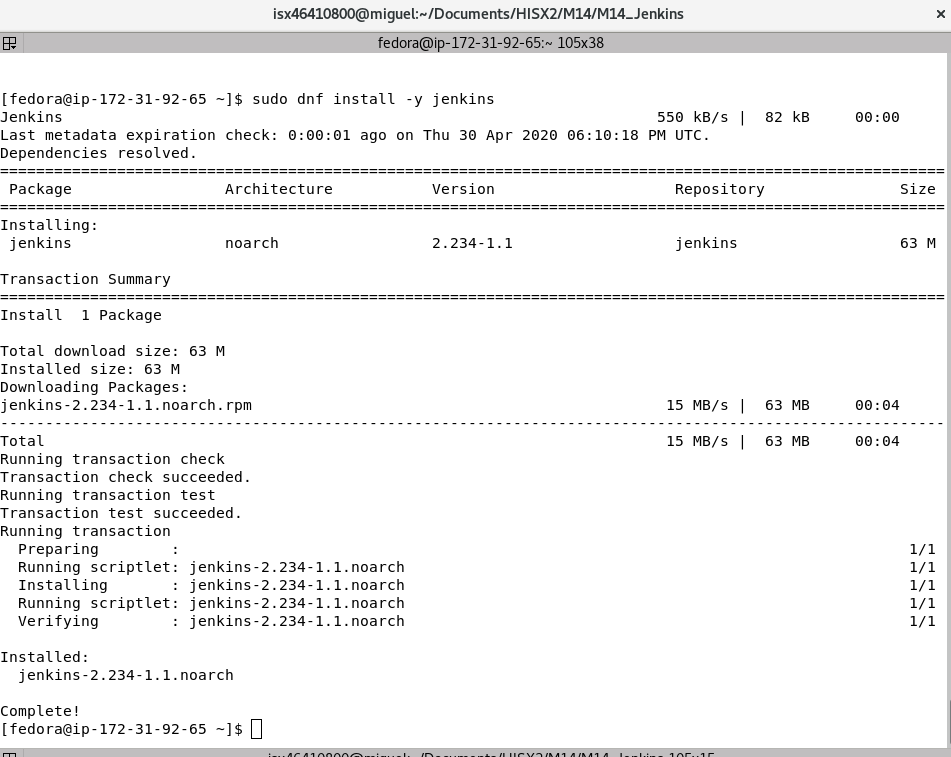 isx46410800@miguel:~/Documents/HISX2/M14/M14_Jenkins
fedora@ip-172-31-92-65:~ 105x38
[fedora@ip-172-31-92-65 ~]$ sudo dnf install -y jenkins
Jenkins 550 kB/s | 82 kB 00:00
Last metadata expiration check: 0:00:01 ago on Thu 30 Apr 2020 06:10:18 PM UTC.
Dependencies resolved.
=========================================================================================================
Package Architecture Version Repository Size
=========================================================================================================
Installing:
jenkins noarch 2.234-1.1 jenkins 63 M
Transaction Summary
=========================================================================================================
Install 1 Package
Total download size: 63 M
Installed size: 63 M
Downloading Packages:
jenkins-2.234-1.1.noarch.rpm 15 MB/s | 63 MB 00:04
---------------------------------------------------------------------------------------------------------
Total 15 MB/s | 63 MB 00:04
Running transaction check
Transaction check succeeded.
Running transaction test
Transaction test succeeded.
Running transaction
Preparing : 1/1
Running scriptlet: jenkins-2.234-1.1.noarch 1/1
Installing : jenkins-2.234-1.1.noarch 1/1
Running scriptlet: jenkins-2.234-1.1.noarch 1/1
Verifying : jenkins-2.234-1.1.noarch 1/1
Installed:
jenkins-2.234-1.1.noarch
Complete!
[fedora@ip-172-31-92-65 ~]$
isx46410800@miguel:~/Documents/HISX2/M14/M14_Jenkins 105x15